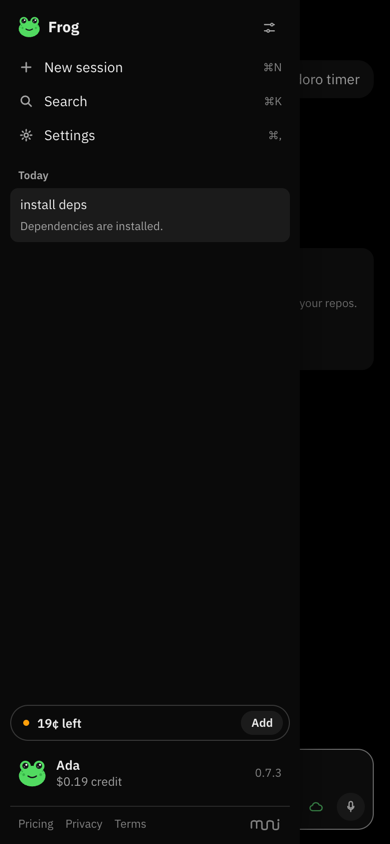 Frog
New session ⌘N
Search ⌘K
Settings ⌘,
Today
install deps
Dependencies are installed.
timer
your repos.
19¢ left Add
Ada
$0.19 credit
0.7.3
Pricing Privacy Terms